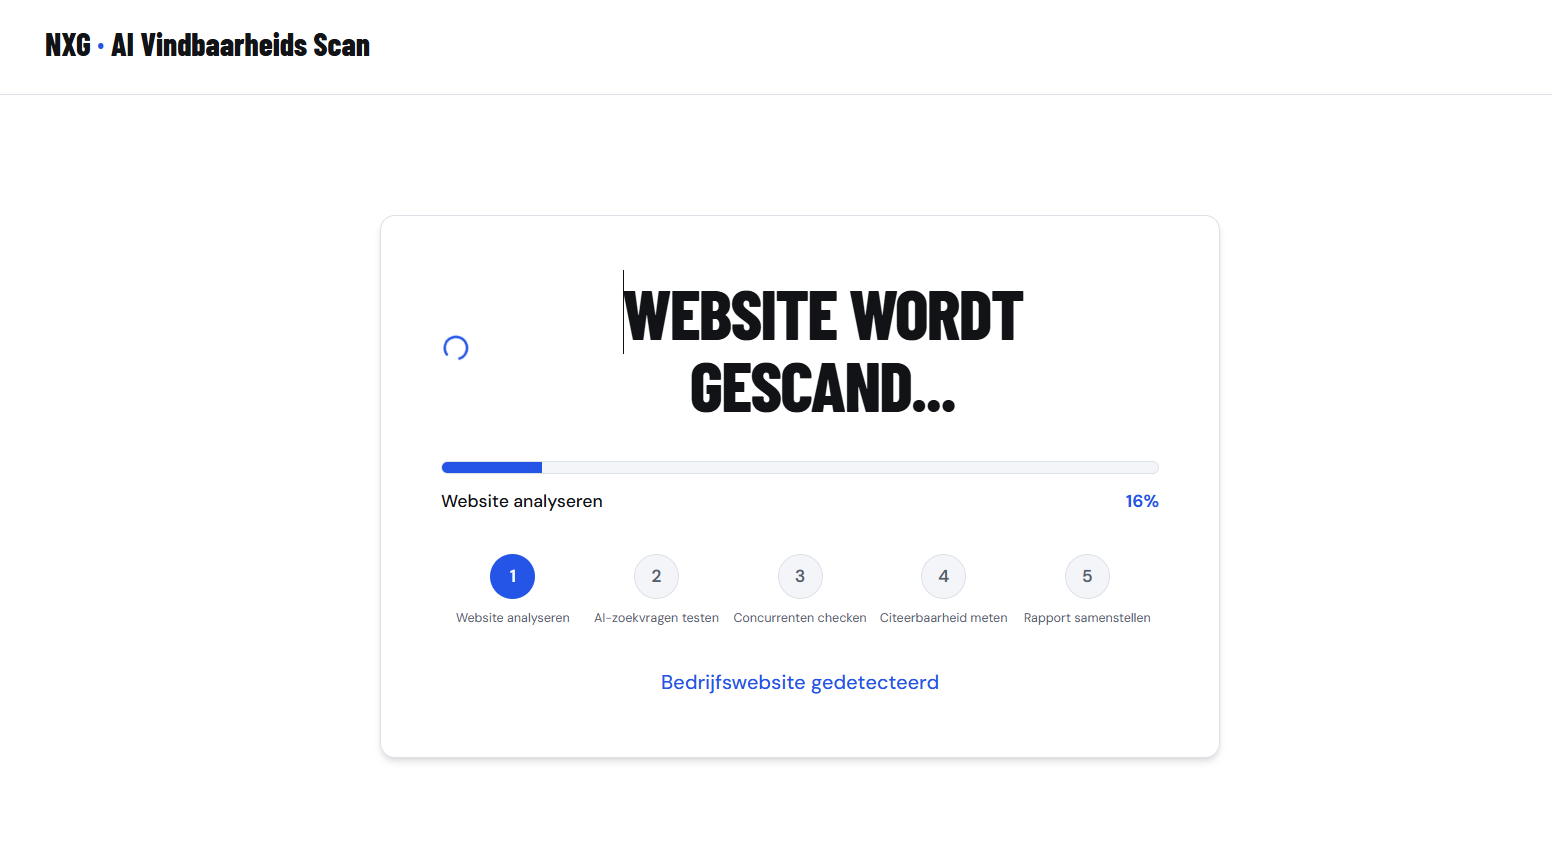 NXG • AI Vindbaarheids Scan
WEBSITE WORDT
GESCAND...
Website analyseren
16%
1
2
3
4
5
Website analyseren
AI-zoekvragen testen
Concurrenten checken
Citeerbaarheid meten
Rapport samenstellen
Bedrijfswebsite gedetecteerd